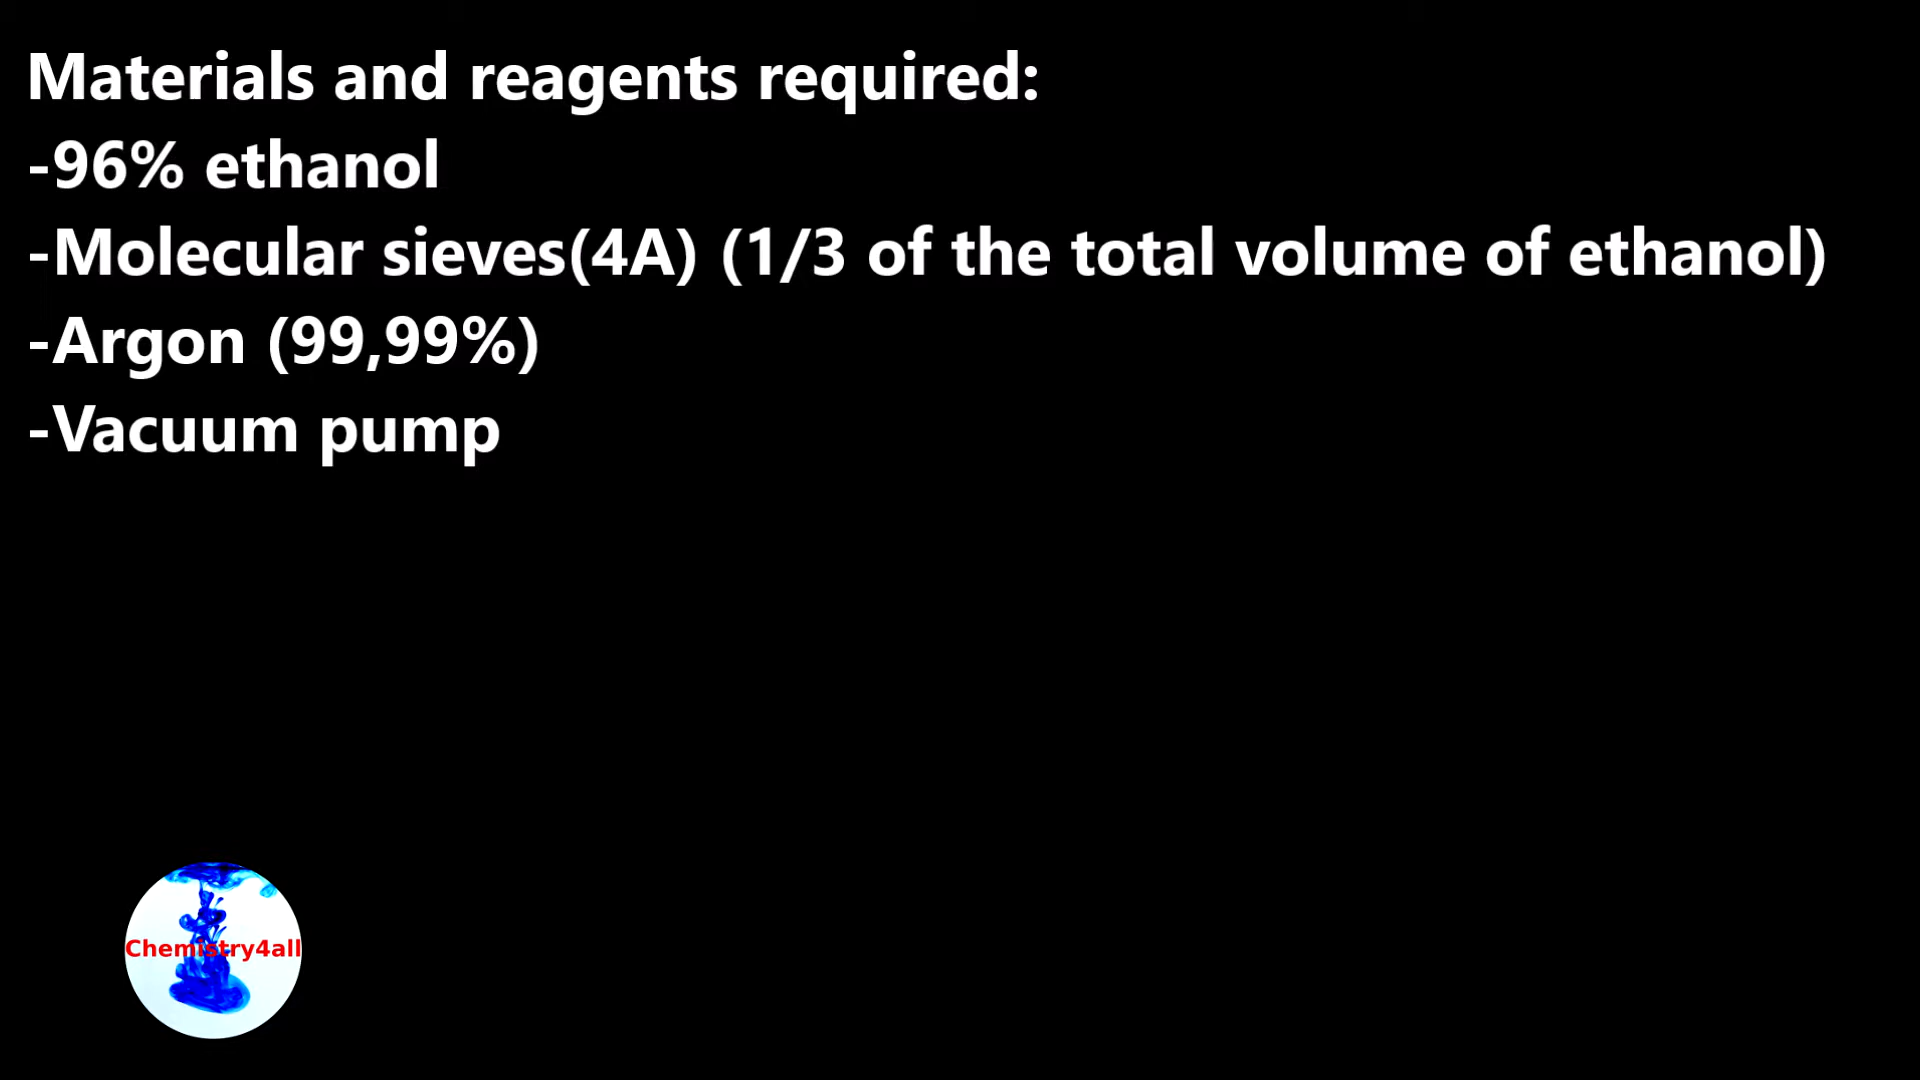 Materials and reagents required:
-96% ethanol
-Molecular sieves(4A) (1/3 of the total volume of ethanol)
-Argon (99,99%)
-Vacuum pump
Chemistry4all